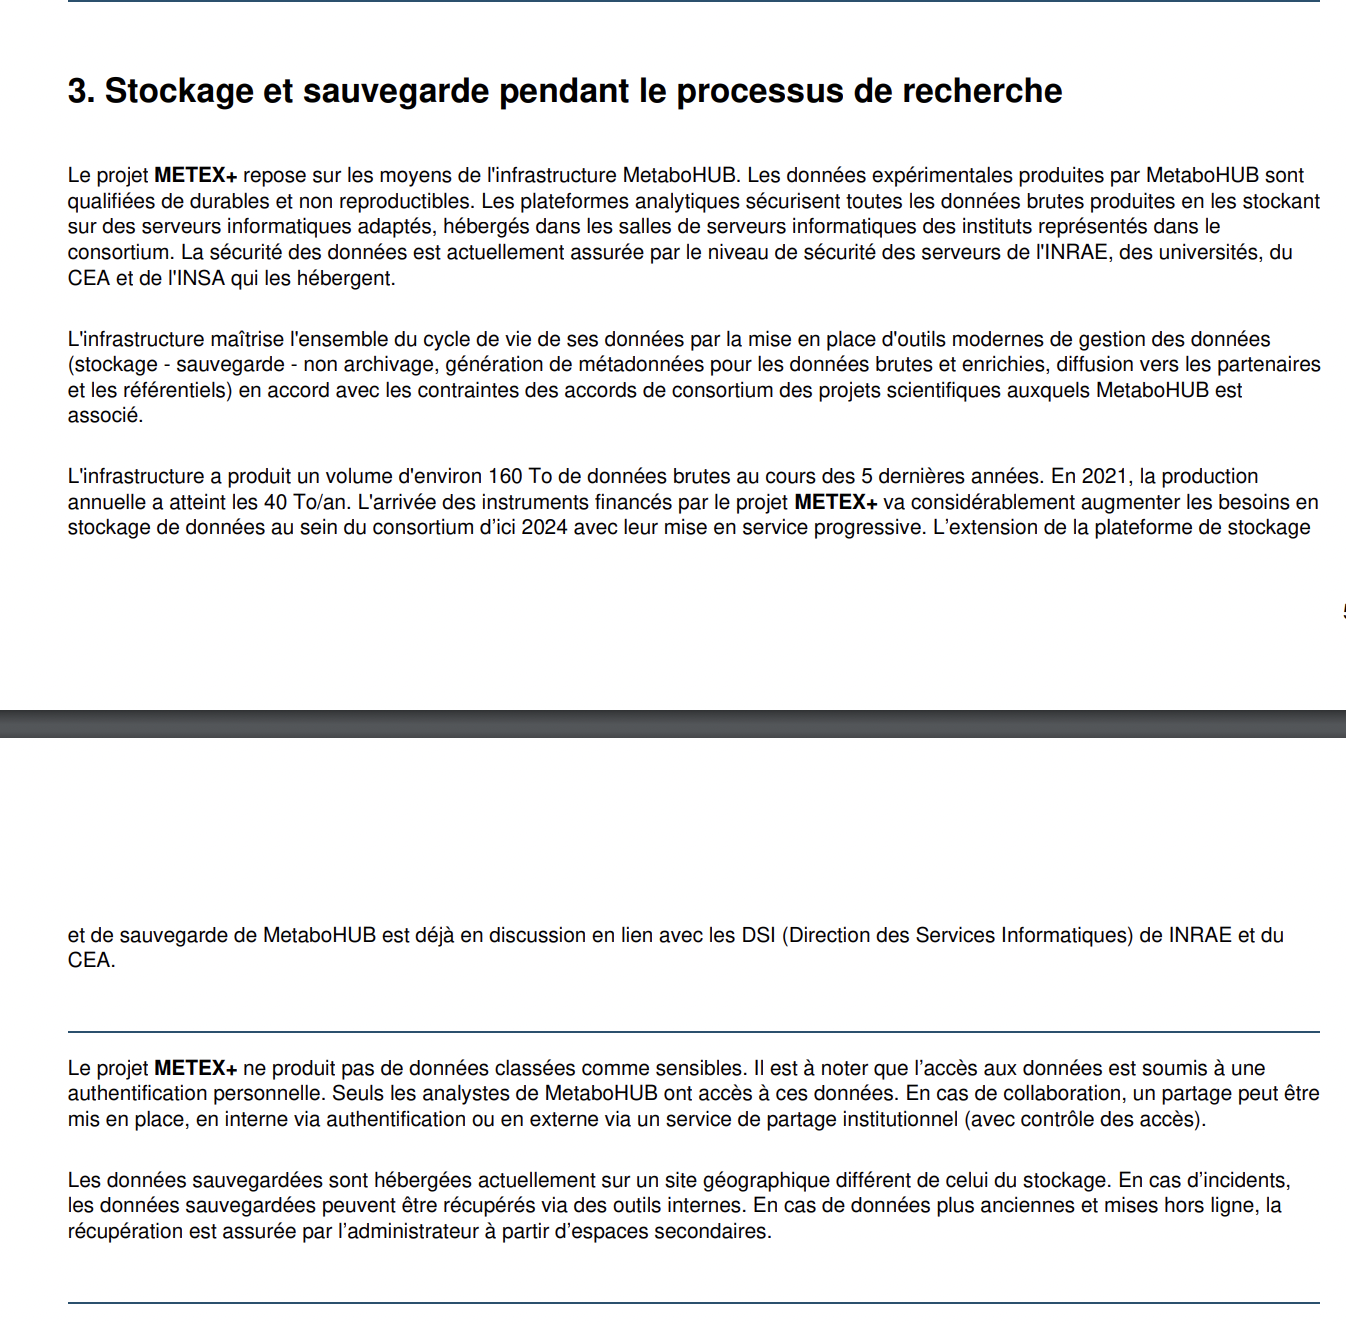 3. Stockage et sauvegarde pendant le processus de recherche
Le projet METEX+ repose sur les moyens de l'infrastructure MetaboHUB. Les données expérimentales produites par MetaboHUB sont
qualifiées de durables et non reproductibles. Les plateformes analytiques sécurisent toutes les données brutes produites en les stockant
sur des serveurs informatiques adaptés, hébergés dans les salles de serveurs informatiques des instituts représentés dans le
consortium. La sécurité des données est actuellement assurée par le niveau de sécurité des serveurs de l'INRAE, des universités, du
CEA et de l'INSA qui les hébergent.
L'infrastructure maîtrise l'ensemble du cycle de vie de ses données par la mise en place d'outils modernes de gestion des données
(stockage - sauvegarde - non archivage, génération de métadonnées pour les données brutes et enrichies, diffusion vers les partenaires
et les référentiels) en accord avec les contraintes des accords de consortium des projets scientifiques auxquels MetaboHUB est
associé.
L'infrastructure a produit un volume d'environ 160 To de données brutes au cours des 5 dernières années. En 2021, la production
annuelle a atteint les 40 To/an. L'arrivée des instruments financés par le projet METEX+ va considérablement augmenter les besoins en
stockage de données au sein du consortium d’ici 2024 avec leur mise en service progressive. L’extension de la plateforme de stockage
et de sauvegarde de MetaboHUB est déjà en discussion en lien avec les DSI (Direction des Services Informatiques) de INRAE et du
CEA.
Le projet METEX+ ne produit pas de données classées comme sensibles. Il est à noter que l’accès aux données est soumis à une
authentification personnelle. Seuls les analystes de MetaboHUB ont accès à ces données. En cas de collaboration, un partage peut être
mis en place, en interne via authentification ou en externe via un service de partage institutionnel (avec contrôle des accès).
Les données sauvegardées sont hébergées actuellement sur un site géographique différent de celui du stockage. En cas d’incidents,
les données sauvegardées peuvent être récupérés via des outils internes. En cas de données plus anciennes et mises hors ligne, la
récupération est assurée par l’administrateur à partir d’espaces secondaires.